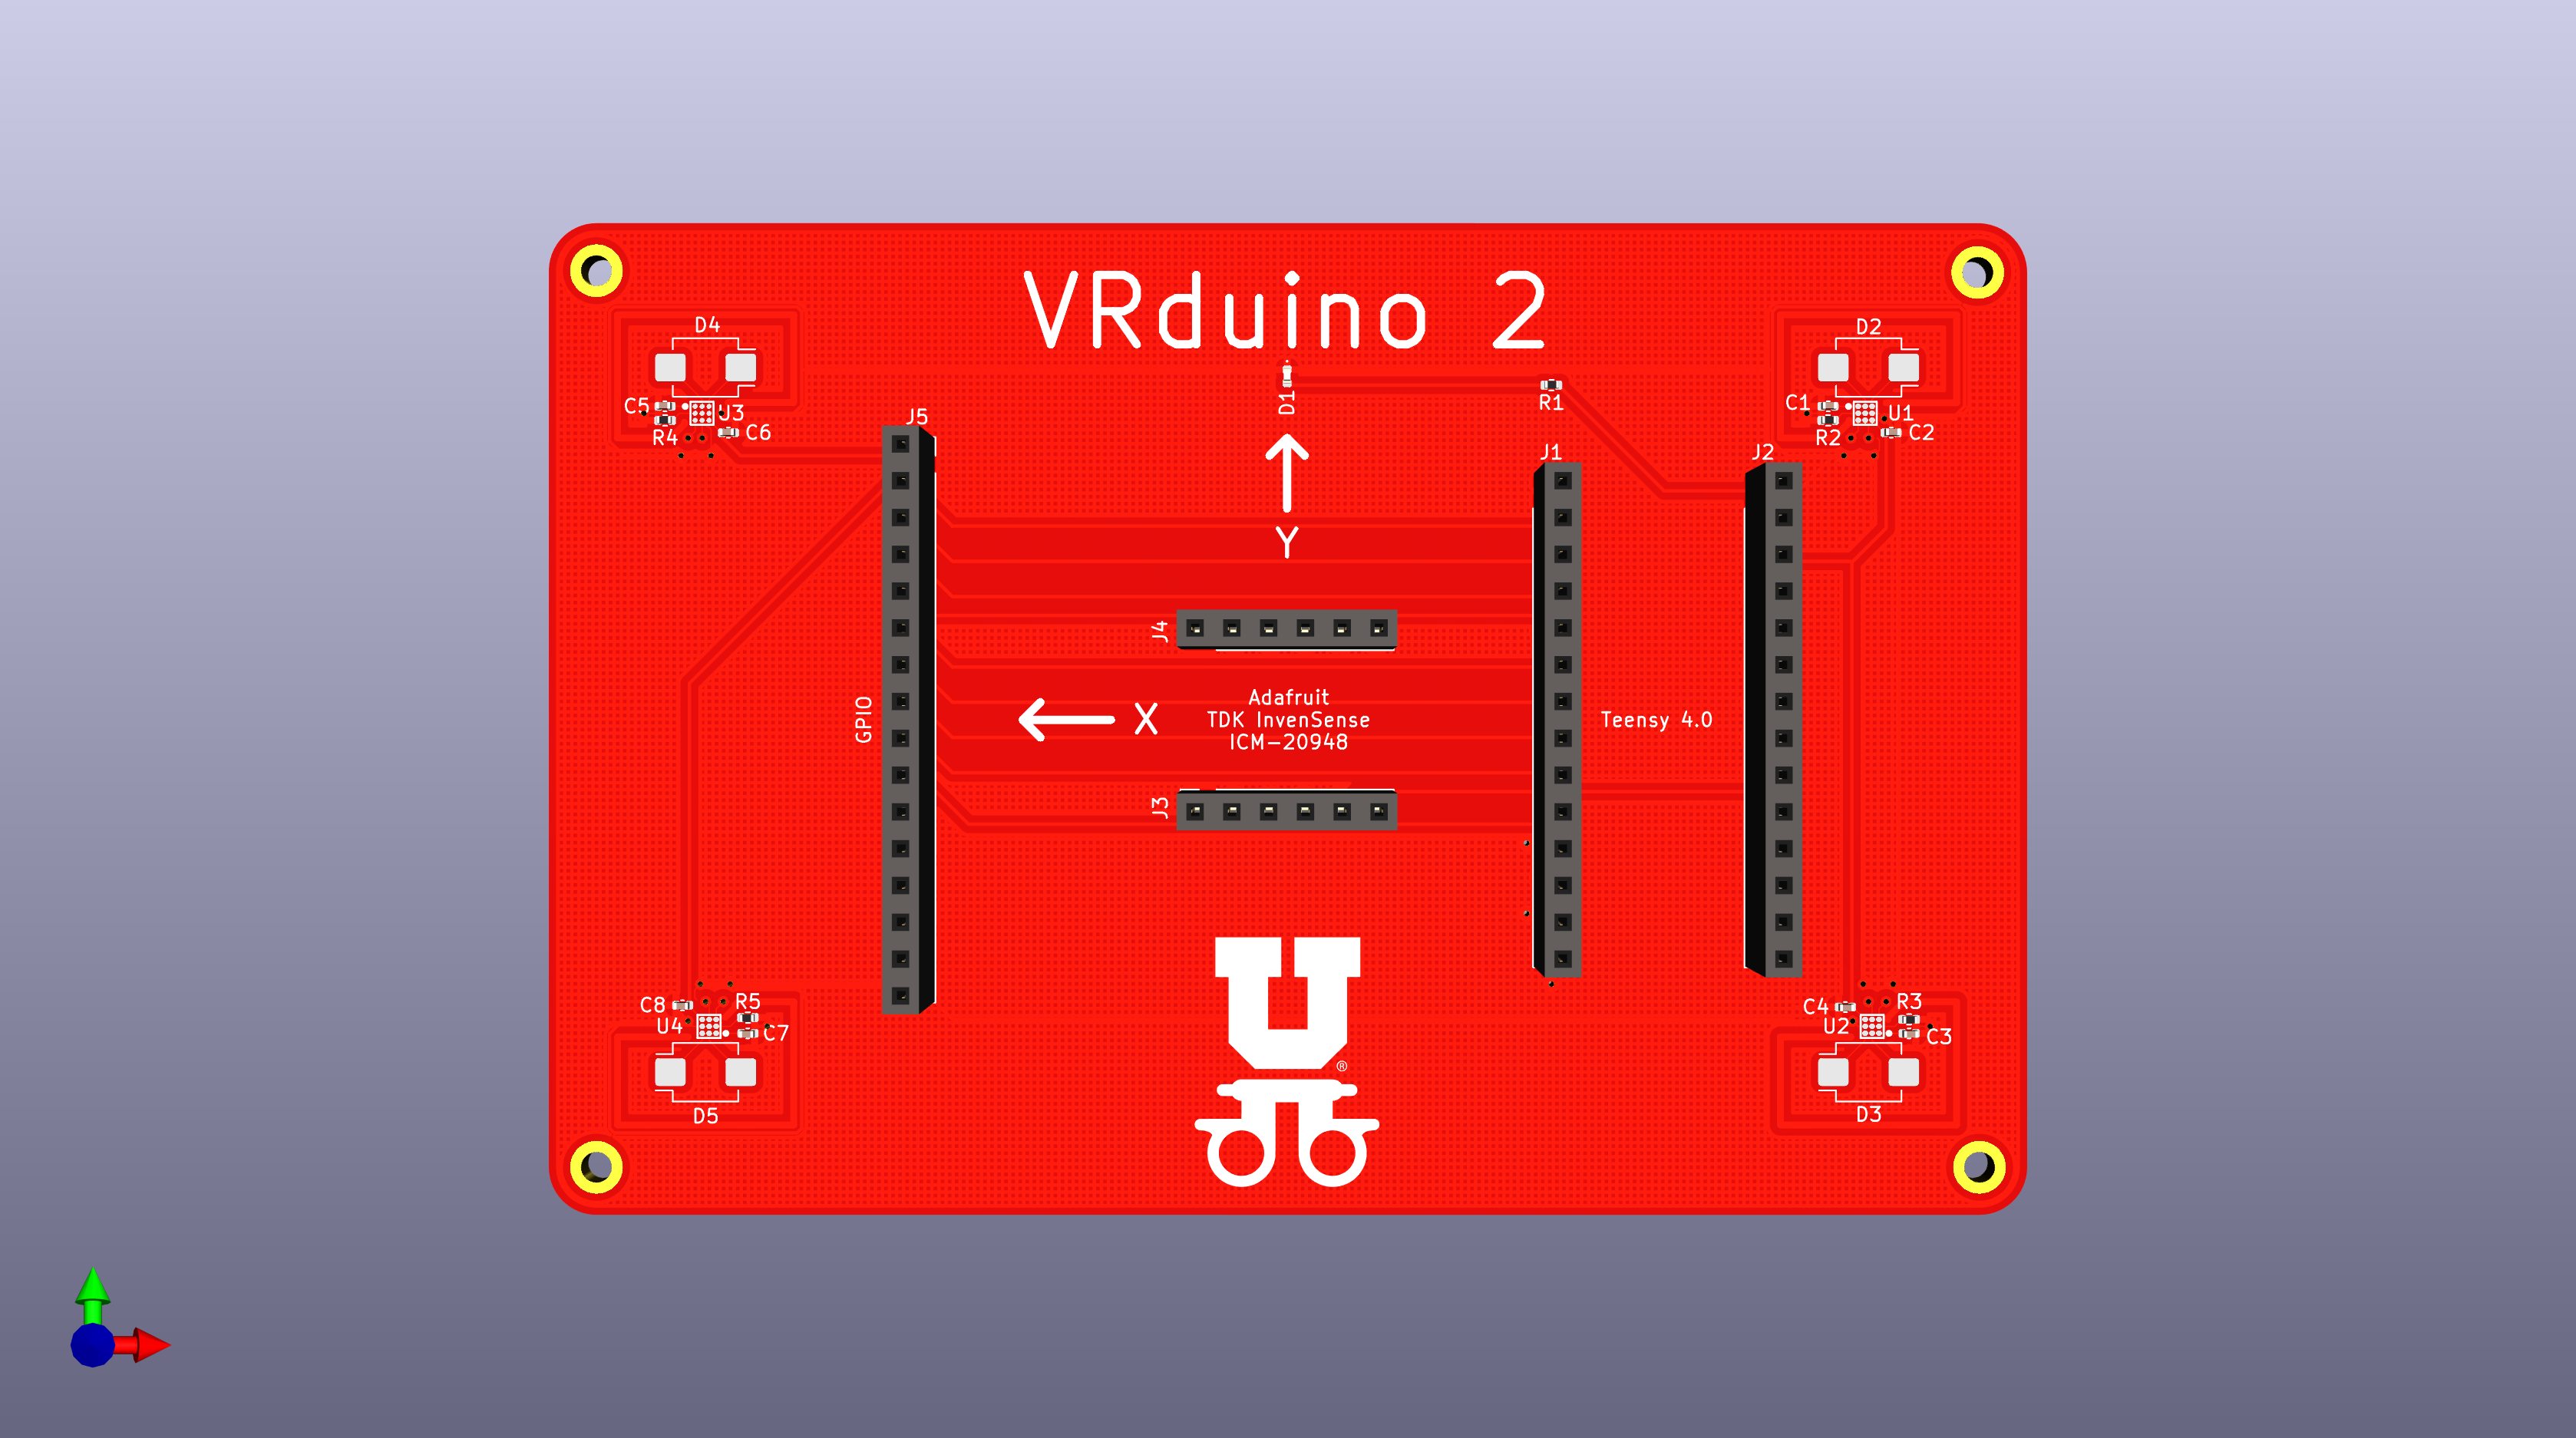 VRduino 2
D4
D2
D1
R1
C5
U3
R4
C6
C1
U1
R2
C2
J5
J1
J2
Y
J4
GPIO
X
Adafruit
TDK InvenSense
ICM-20948
Teensy 4.0
J3
C8
R5
U4
C7
C4
R3
U2
C3
U
®
D5
D3